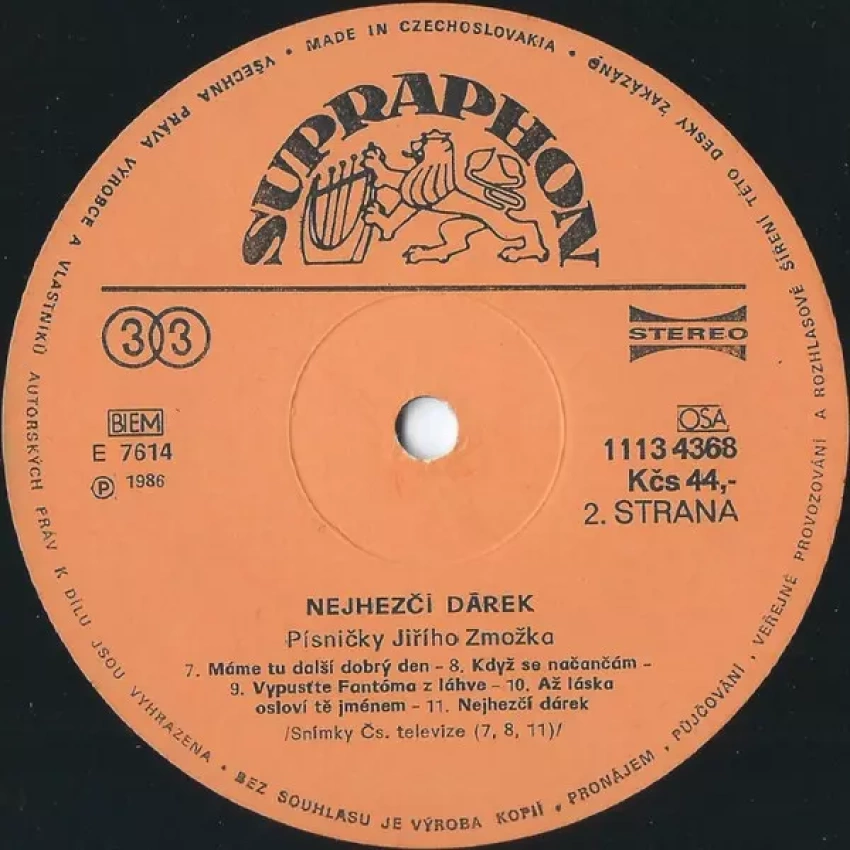 VŠECHNA PRÁVA VÝROBCE A VLASTNIKŮ AUTORSKÝCH PRÁV K DÍLU JSOU VYHRAZENA • BEZ SOUHLASU JE VÝROBA KOPIÍ, PRONÁJEM, PŮJČOVÁNÍ, VEŘEJNÉ PROVOZOVÁNÍ A ROZHLASOVÉ ŠÍŘENÍ TÉTO DESKY ZAKÁZÁNO • MADE IN CZECHOSLOVAKIA •
SUPRAPHON
33
STEREO
BIEM
E 7614
Ⓟ 1986
OSA
1113 4368
Kčs 44,-
2. STRANA
NEJHEZČÍ DÁREK
Písničky Jiřího Zmožka
7. Máme tu další dobrý den – 8. Když se načančám –
9. Vypusťte Fantóma z láhve – 10. Až láska
osloví tě jménem – 11. Nejhezčí dárek
/Snímky Čs. televize (7, 8, 11)/